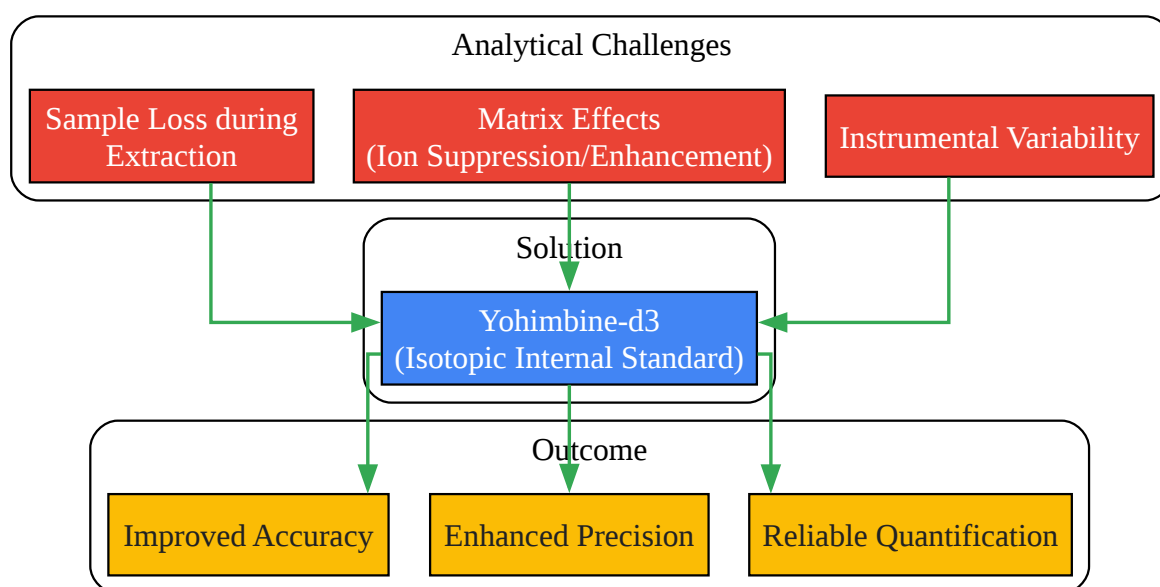 Analytical Challenges
Sample Loss during
Extraction
Matrix Effects
(Ion Suppression/Enhancement)
Instrumental Variability
Solution
Yohimbine-d3
(Isotopic Internal Standard)
Outcome
Improved Accuracy
Enhanced Precision
Reliable Quantification